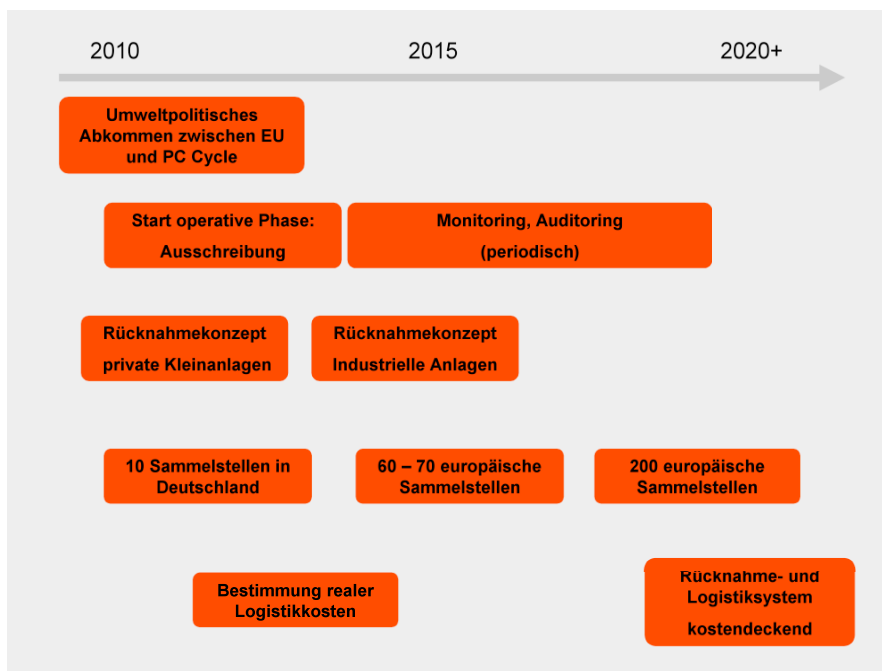 2010
2015
2020+
Umweltpolitisches
Abkommen zwischen EU
und PC Cycle
Start operative Phase:
Ausschreibung
Monitoring, Auditoring
(periodisch)
Rücknahmekonzept
private Kleinanlagen
Rücknahmekonzept
Industrielle Anlagen
10 Sammelstellen in
Deutschland
60 – 70 europäische
Sammelstellen
200 europäische
Sammelstellen
Bestimmung realer
Logistikkosten
Rücknahme- und
Logistiksystem
kostendeckend